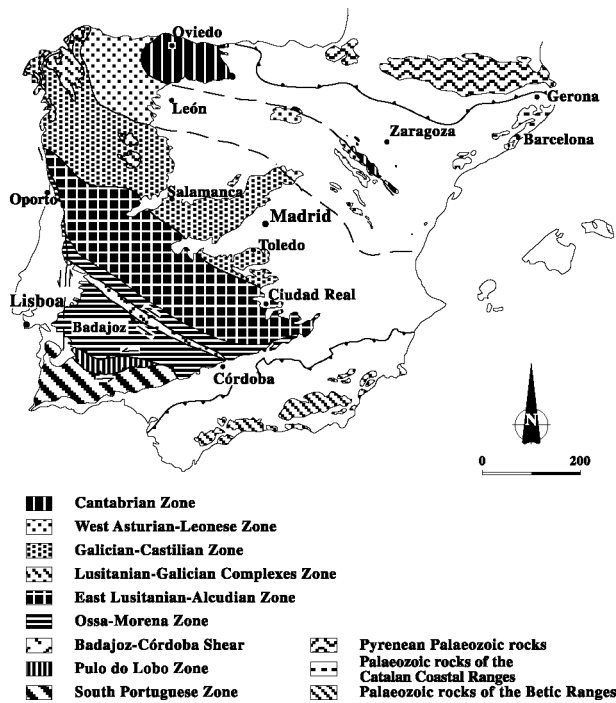 Oviedo
León
Gerona
Zaragoza
Barcelona
Salamanca
Oporto
Madrid
Toledo
Lisboa
Ciudad Real
Badajoz
Córdoba
N
0 200
Cantabrian Zone
West Asturian-Leonese Zone
Galician-Castilian Zone
Lusitanian-Galician Complexes Zone
East Lusitanian-Alcudian Zone
Ossa-Morena Zone
Badajoz-Córdoba Shear
Pulo do Lobo Zone
South Portuguese Zone
Pyrenean Palaeozoic rocks
Palaeozoic rocks of the
Catalan Coastal Ranges
Palaeozoic rocks of the Betic Ranges